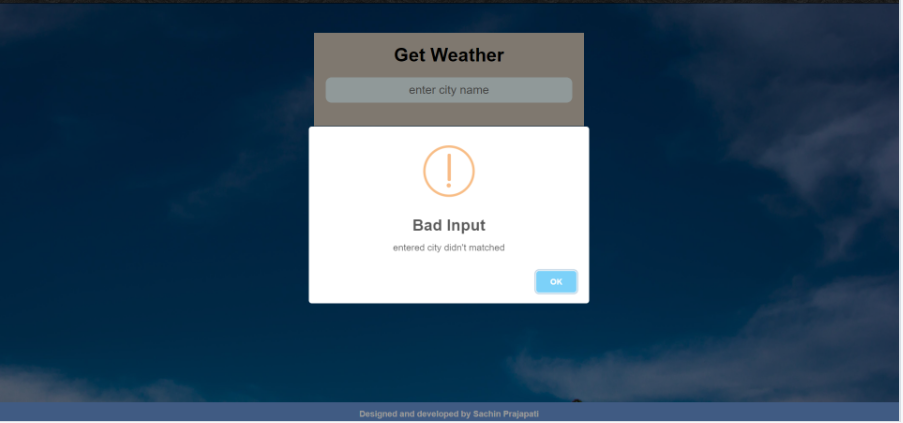 Get Weather
enter city name
Bad Input
entered city didn't matched
OK
Designed and developed by Sachin Prajapati